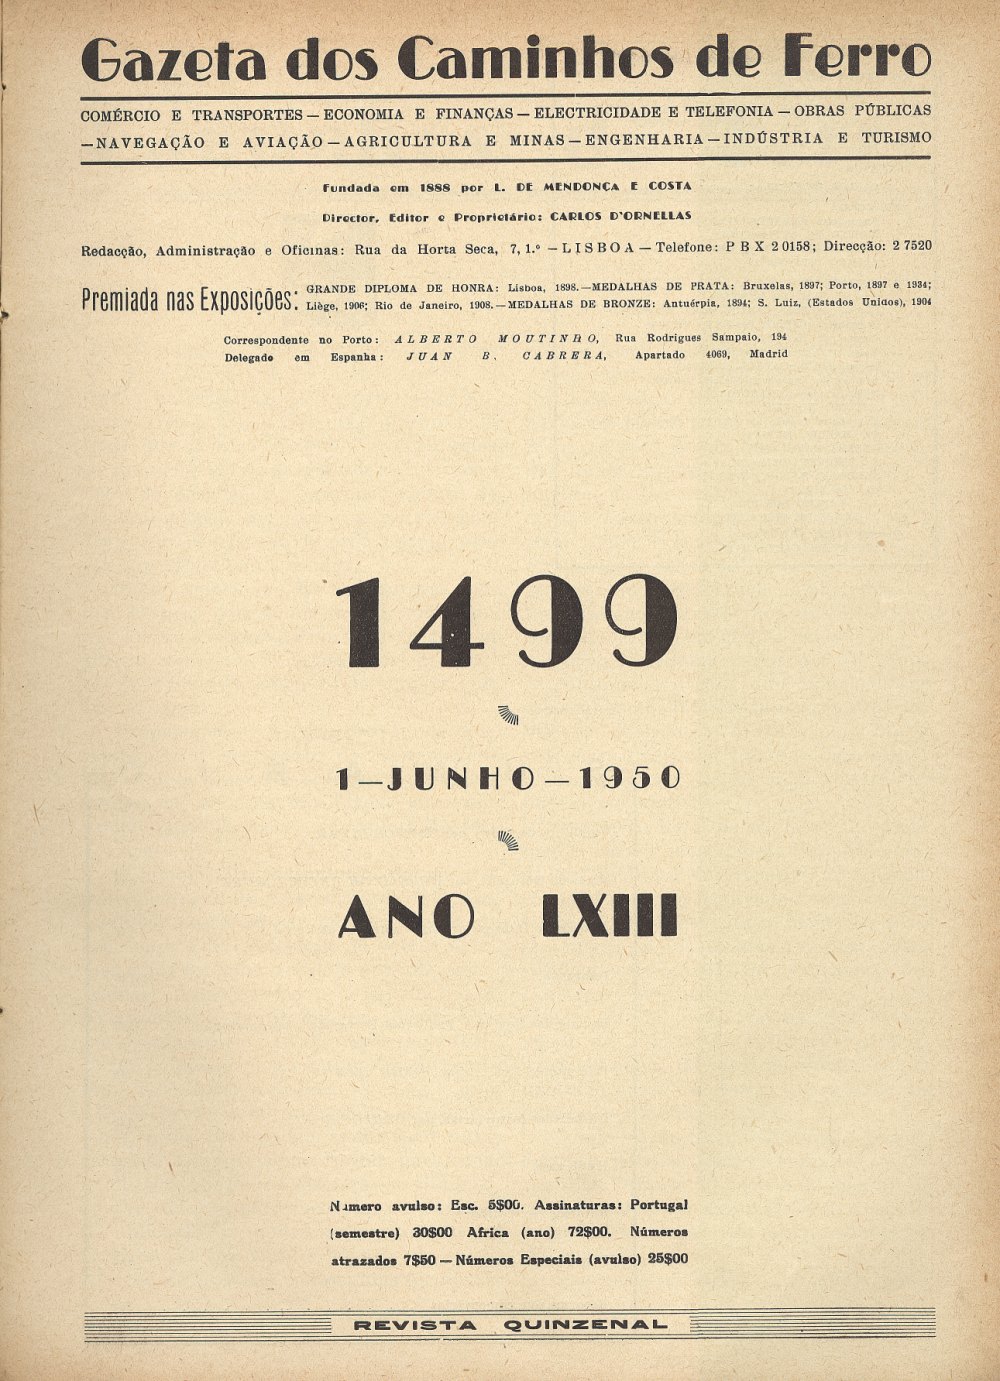 Gazeta dos Caminhos de Ferro
COMÉRCIO E TRANSPORTES — ECONOMIA E FINANÇAS — ELECTRICIDADE E TELEFONIA — OBRAS PÚBLICAS
— NAVEGAÇÃO E AVIAÇÃO — AGRICULTURA E MINAS — ENGENHARIA — INDÚSTRIA E TURISMO
Fundada em 1888 por L. DE MENDONÇA E COSTA
Director, Editor e Proprietário: CARLOS D'ORNELLAS
Redacção, Administração e Oficinas: Rua da Horta Seca, 7, 1.º — LISBOA — Telefone: PBX 20158; Direcção: 27520
Premiada nas Exposições:
GRANDE DIPLOMA DE HONRA: Lisboa, 1898. — MEDALHAS DE PRATA: Bruxelas, 1897; Porto, 1897 e 1934;
Liège, 1906; Rio de Janeiro, 1908. — MEDALHAS DE BRONZE: Antuérpia, 1894; S. Luiz, (Estados Unidos), 1904
Correspondente no Porto: ALBERTO MOUTINHO, Rua Rodrigues Sampaio, 194
Delegado em Espanha: JUAN B. CABRERA, Apartado 4069, Madrid
1499
1 — JUNHO — 1950
ANO LXIII
Número avulso: Esc. 5$00. Assinaturas: Portugal
(semestre) 30$00 Africa (ano) 72$00. Números
atrazados 7$50 — Números Especiais (avulso) 25$00
REVISTA QUINZENAL